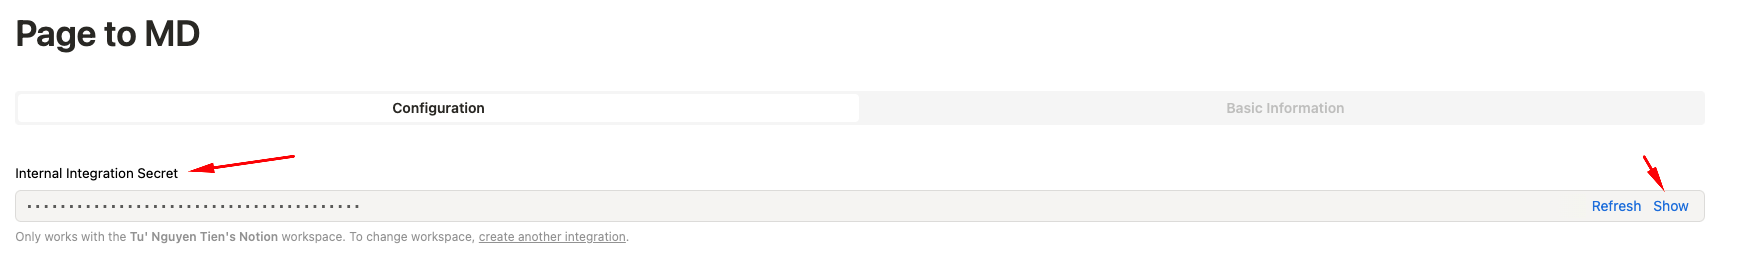 Page to MD
Configuration
Basic Information
Internal Integration Secret
Refresh Show
Only works with the Tu' Nguyen Tien's Notion workspace. To change workspace, create another integration.